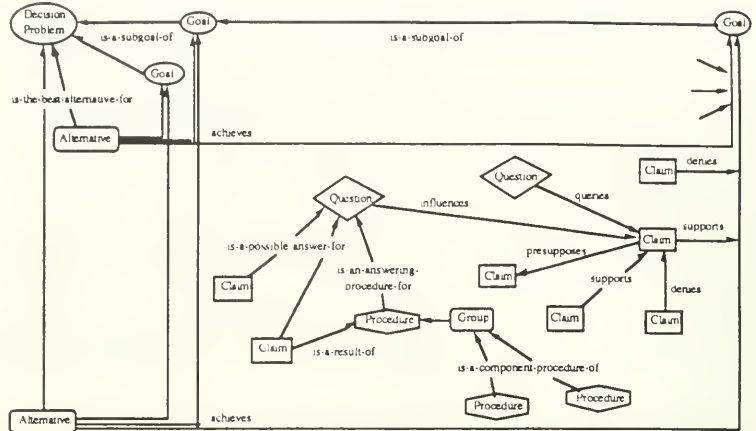 Decision
Problem
Goal
Goal
is-a-subgoal-of
is-a-subgoal-of
Goal
is-the-best-alternative-for
Alternative
achieves
denies
Claim
Question
Question
queries
influences
supports
Claim
is-a-possible answer-for
presupposes
is-an-answering-
procedure-for
Claim
Claim
supports
denies
Claim
Procedure
Group
Claim
Claim
is-a-result-of
is-a-component-procedure-of
Procedure
Procedure
Alternative
achieves